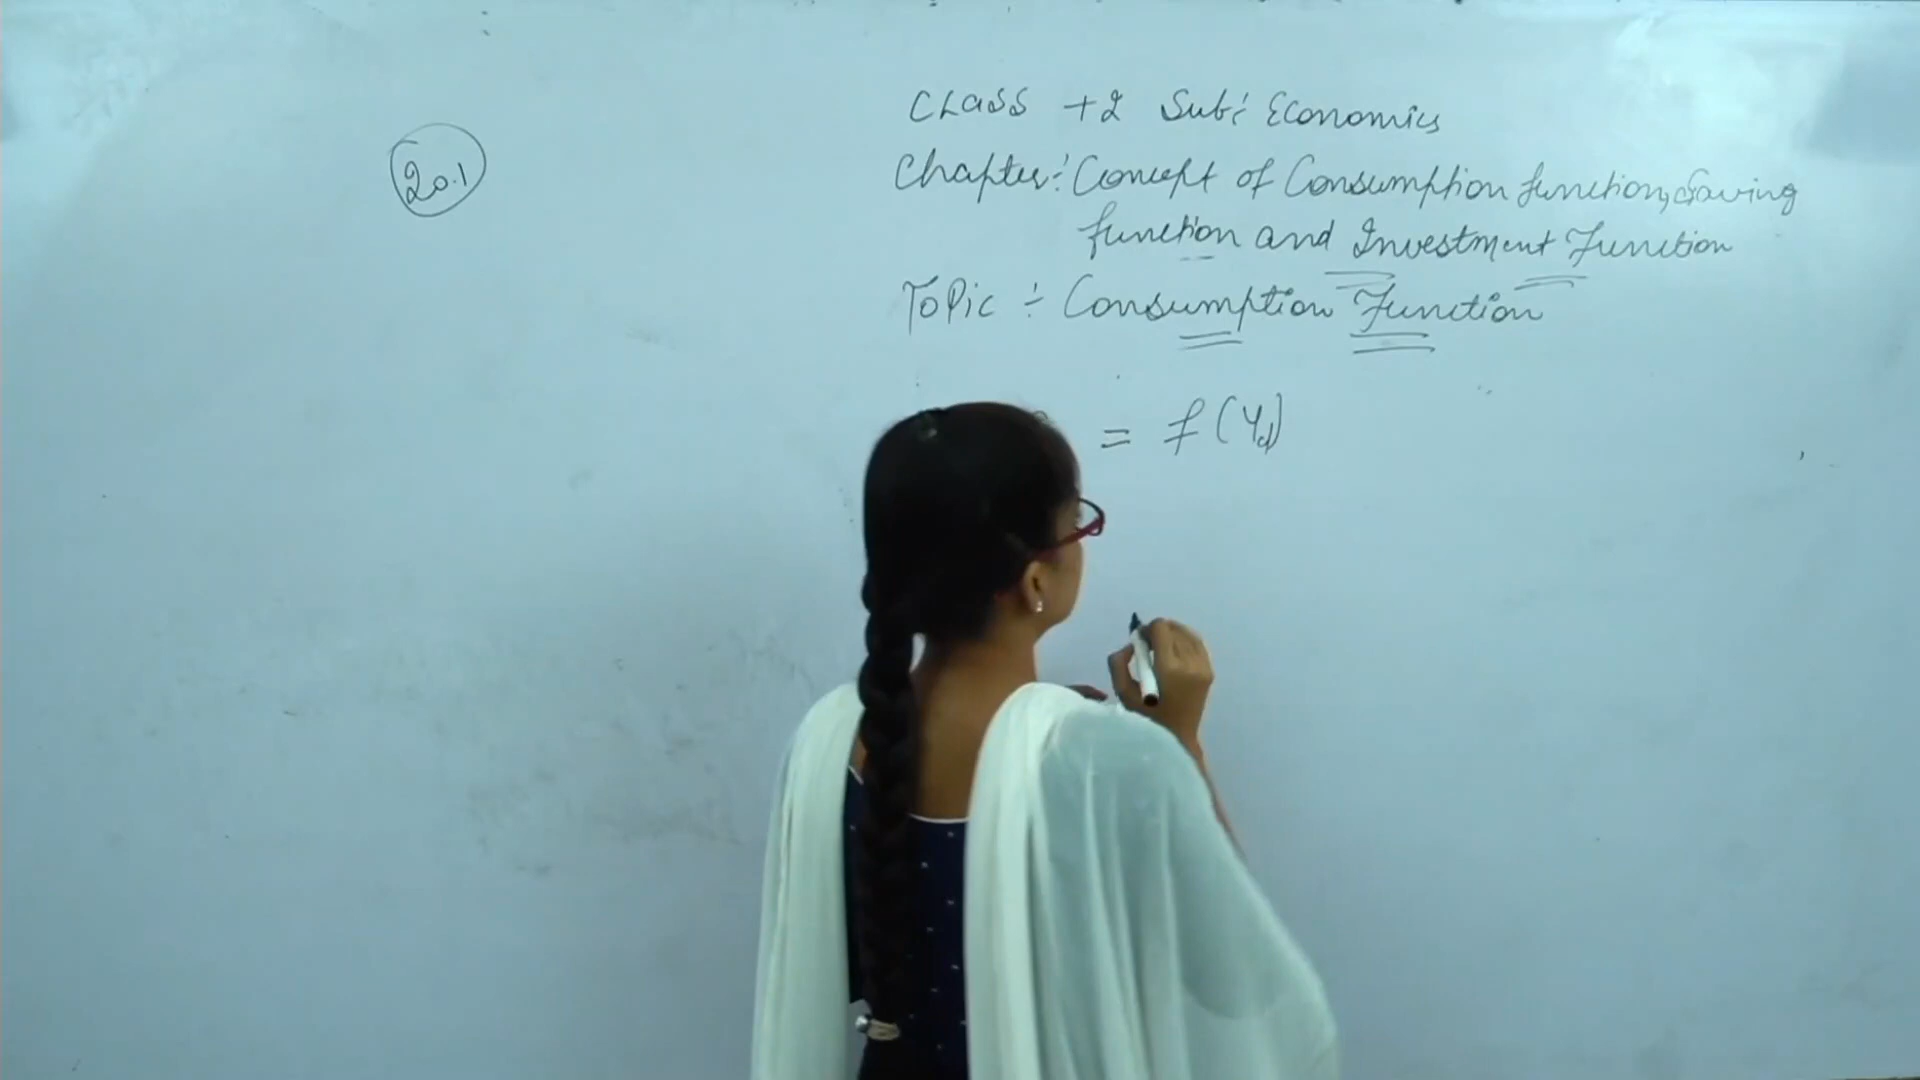 20.1
Class +2 Sub: Economics
Chapter:- Concept of Consumption function, Saving
function and Investment Function
Topic ÷ Consumption Function
= f(Yd)